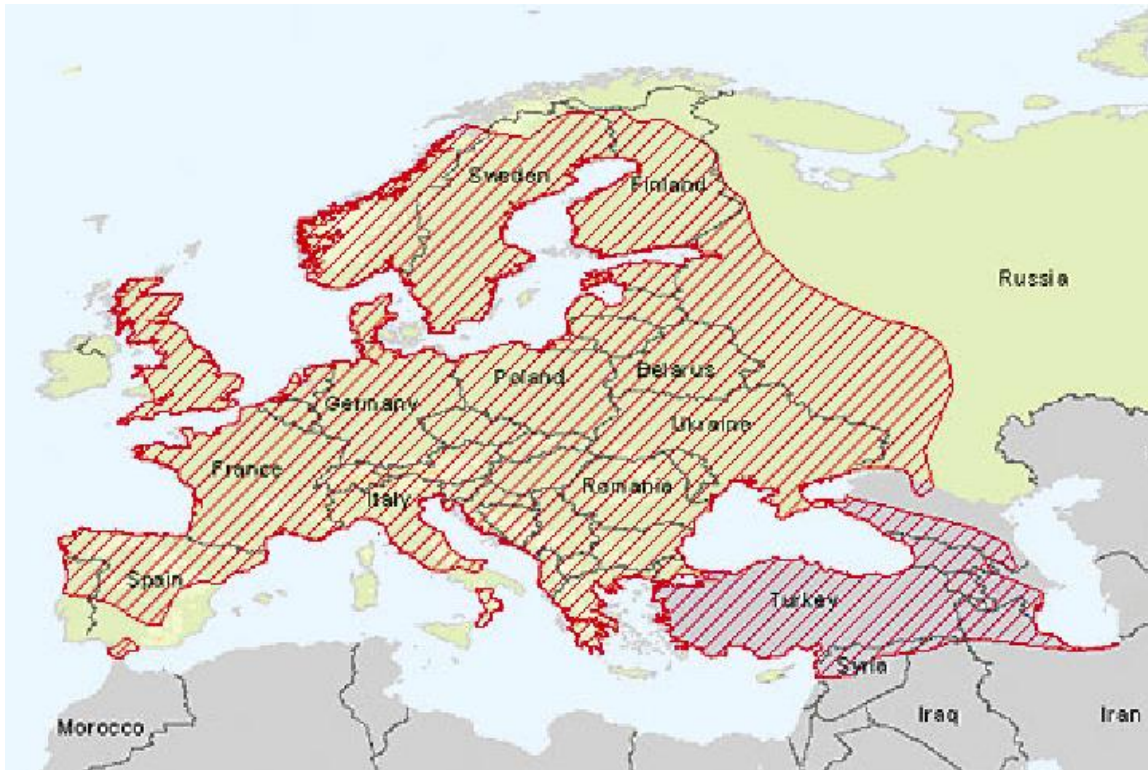 Sweden
Finland
Russia
Belarus
Poland
Germany
Ukraine
France
Romania
Italy
Spain
Turkey
Syria
Morocco
Iraq
Iran